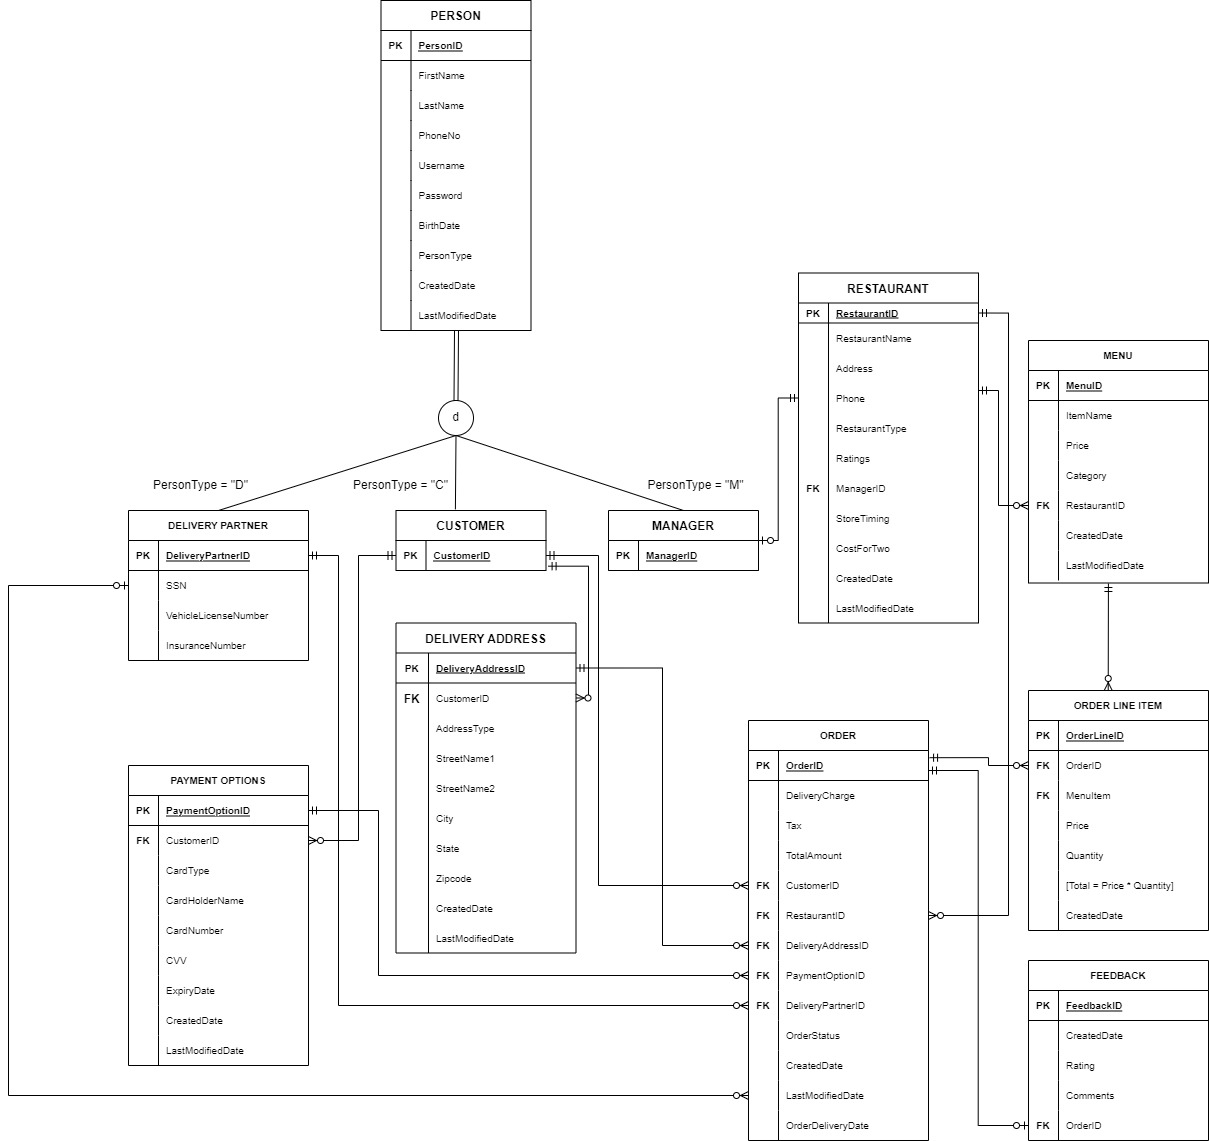 PERSON
PK PersonID
FirstName
LastName
PhoneNo
Username
Password
BirthDate
PersonType
CreatedDate
LastModifiedDate
d
PersonType = "D"
PersonType = "C"
PersonType = "M"
DELIVERY PARTNER
PK DeliveryPartnerID
SSN
VehicleLicenseNumber
InsuranceNumber
CUSTOMER
PK CustomerID
MANAGER
PK ManagerID
RESTAURANT
PK RestaurantID
RestaurantName
Address
Phone
RestaurantType
Ratings
FK ManagerID
StoreTiming
CostForTwo
CreatedDate
LastModifiedDate
MENU
PK MenuID
ItemName
Price
Category
FK RestaurantID
CreatedDate
LastModifiedDate
DELIVERY ADDRESS
PK DeliveryAddressID
FK CustomerID
AddressType
StreetName1
StreetName2
City
State
Zipcode
CreatedDate
LastModifiedDate
PAYMENT OPTIONS
PK PaymentOptionID
FK CustomerID
CardType
CardHolderName
CardNumber
CVV
ExpiryDate
CreatedDate
LastModifiedDate
ORDER
PK OrderID
DeliveryCharge
Tax
TotalAmount
FK CustomerID
FK RestaurantID
FK DeliveryAddressID
FK PaymentOptionID
FK DeliveryPartnerID
OrderStatus
CreatedDate
LastModifiedDate
OrderDeliveryDate
ORDER LINE ITEM
PK OrderLineID
FK OrderID
FK MenuItem
Price
Quantity
[Total = Price * Quantity]
CreatedDate
FEEDBACK
PK FeedbackID
CreatedDate
Rating
Comments
FK OrderID